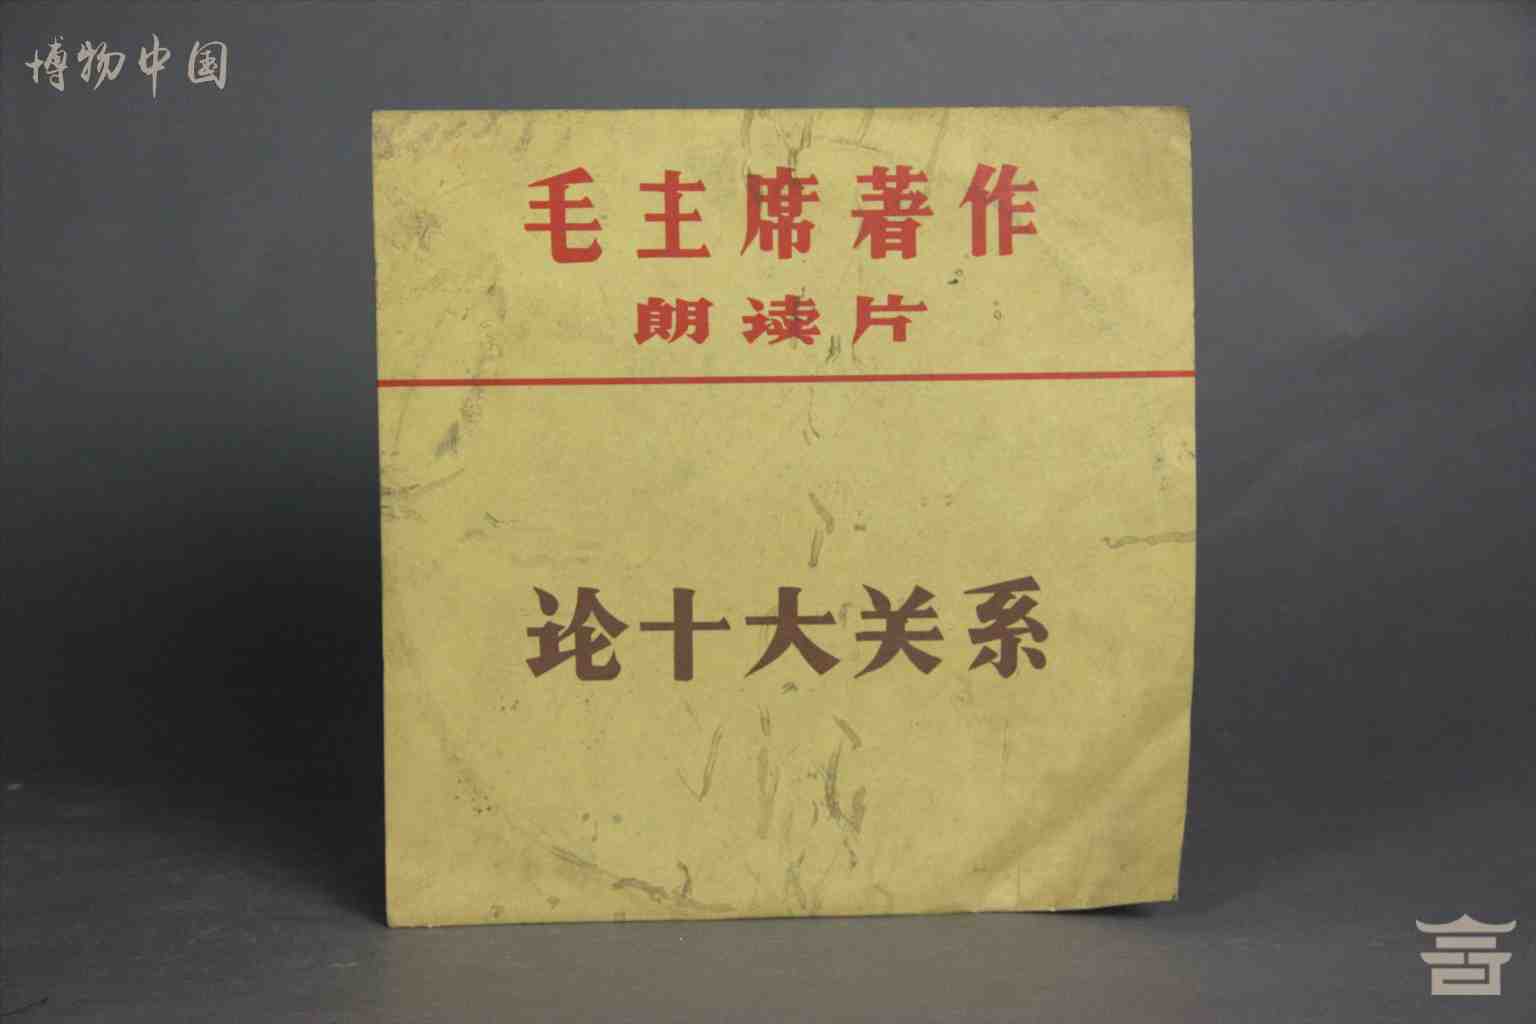 博物中国
毛主席著作
朗读片
论十大关系